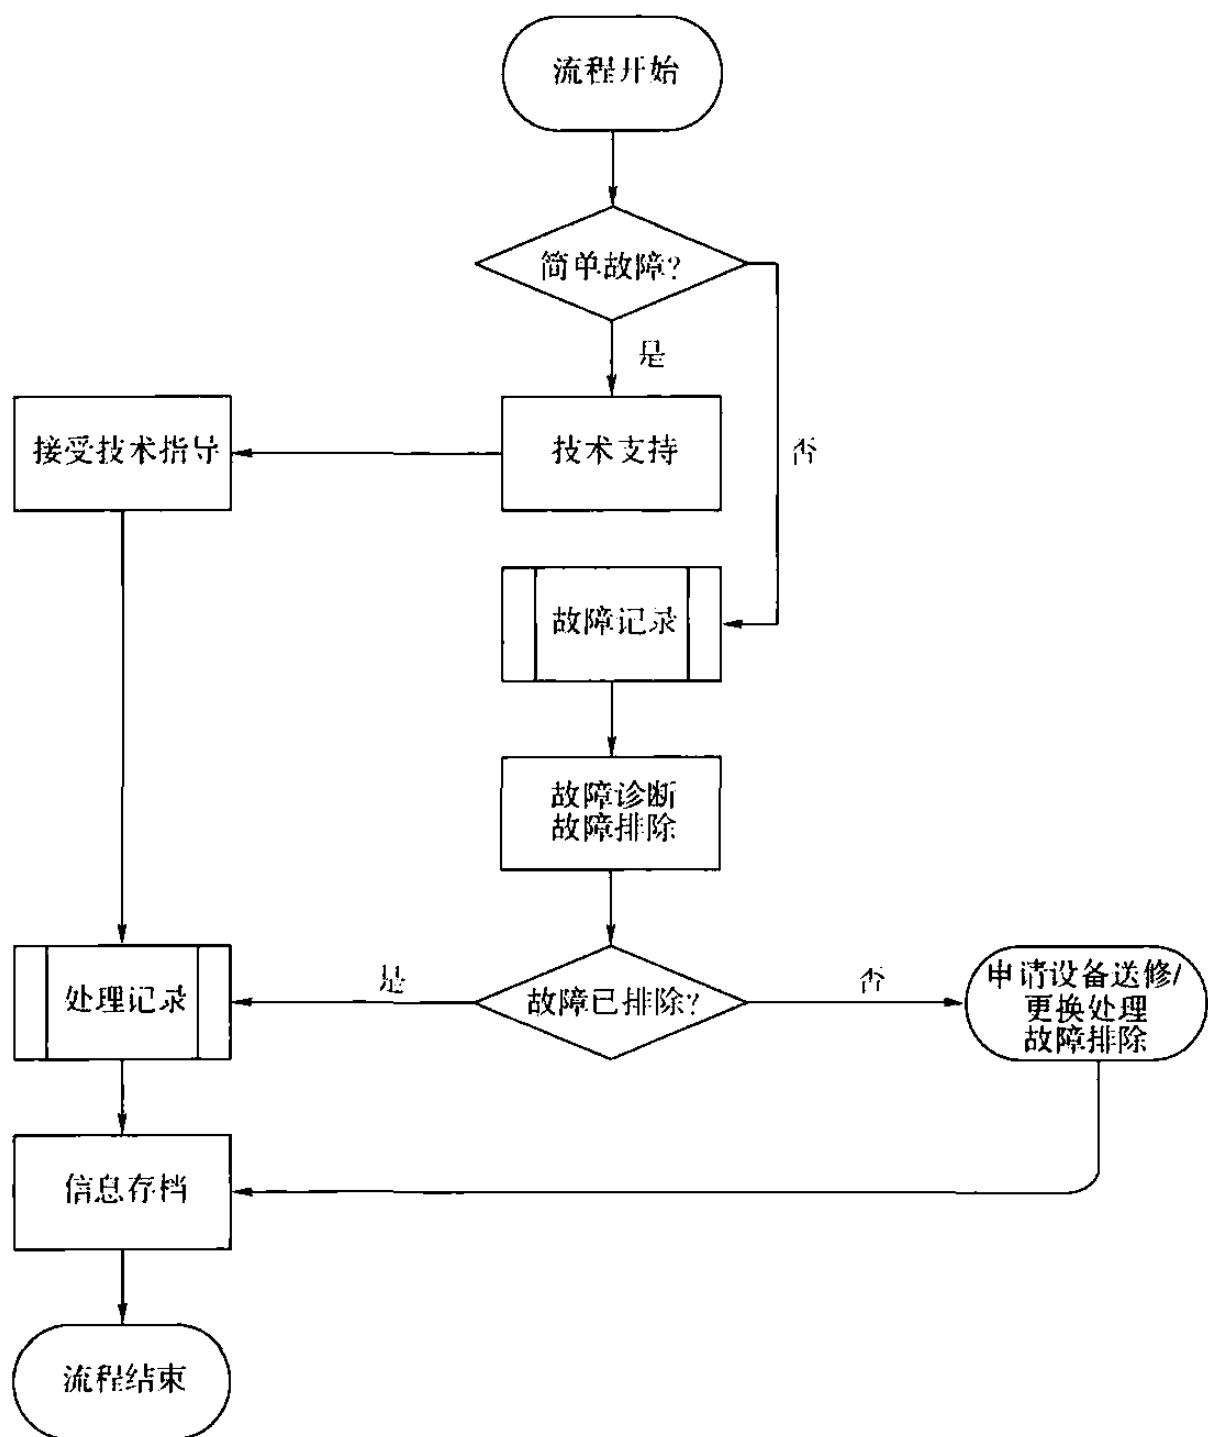 流程开始
简单故障?
是
接受技术指导
技术支持
否
故障记录
故障诊断
故障排除
处理记录
是
故障已排除?
否
申请设备送修/
更换处理
故障排除
信息存档
流程结束